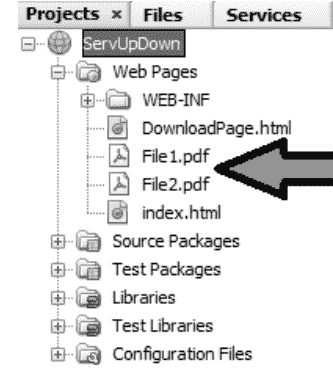 Projects × Files Services
ServUpDown
Web Pages
WEB-INF
DownloadPage.html
File1.pdf
File2.pdf
index.html
Source Packages
Test Packages
Libraries
Test Libraries
Configuration Files